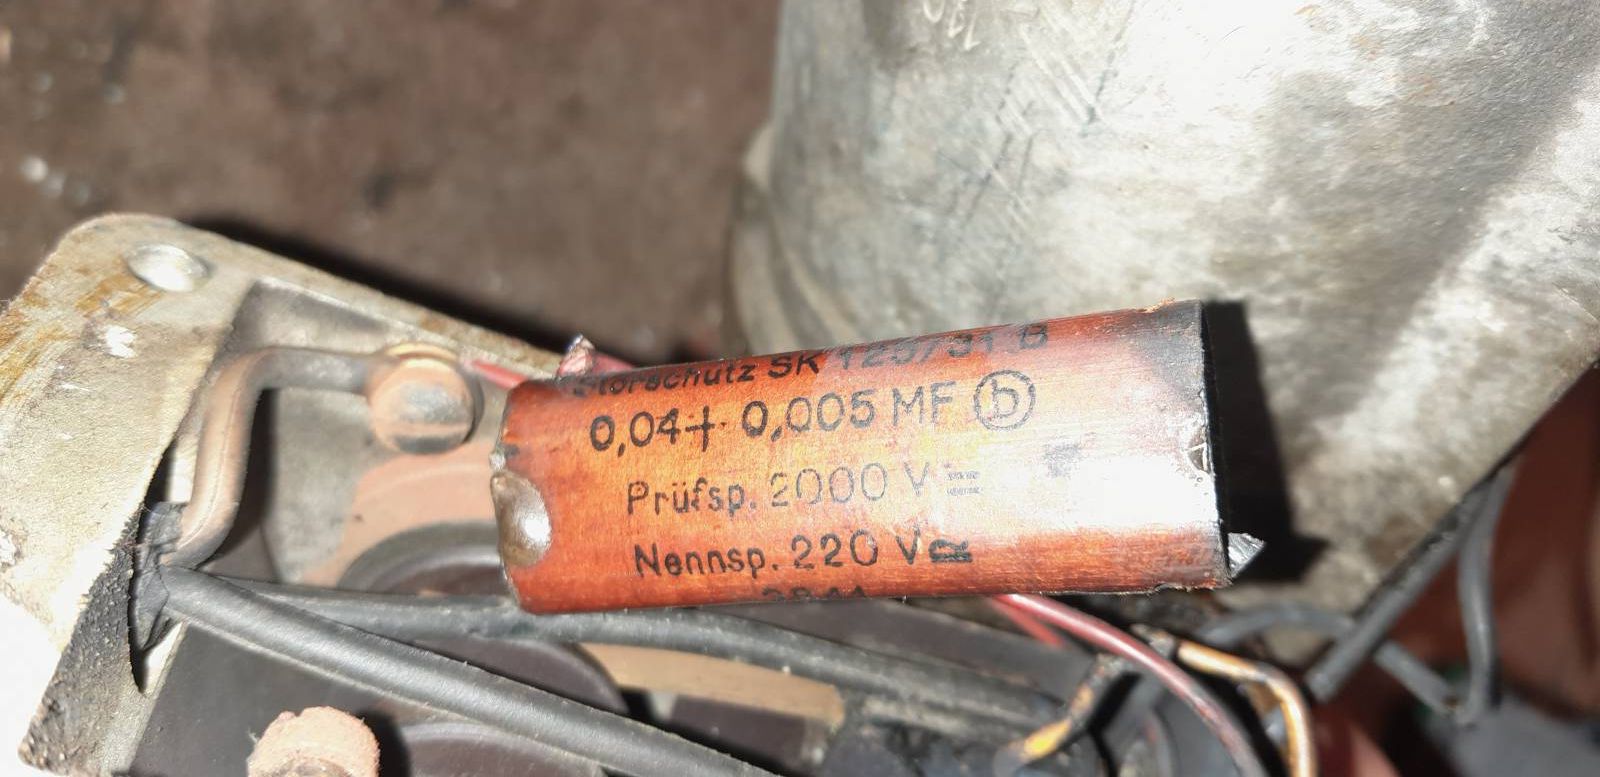 Störschutz SK 125/31 B
0,04+ 0,005 MF b
Prüfsp. 2000 V
Nennsp. 220 V